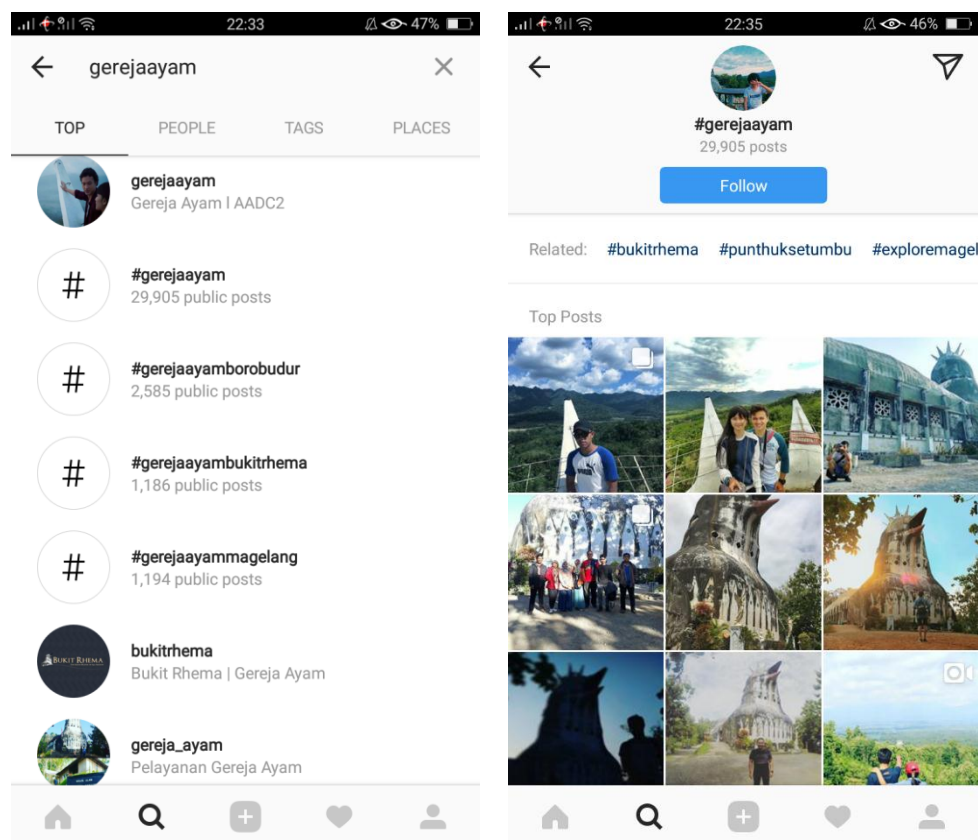 22:33
47%
gerejaayam
TOP PEOPLE TAGS PLACES
gerejaayam
Gereja Ayam l AADC2
#
#gerejaayam
29,905 public posts
#
#gerejaayamborobudur
2,585 public posts
#
#gerejaayambukitrhema
1,186 public posts
#
#gerejaayammagelang
1,194 public posts
BUKIT RHEMA
bukitrhema
Bukit Rhema | Gereja Ayam
gereja_ayam
Pelayanan Gereja Ayam
22:35
46%
#gerejaayam
29,905 posts
Follow
Related: #bukitrhema #punthuksetumbu #exploremagel
Top Posts